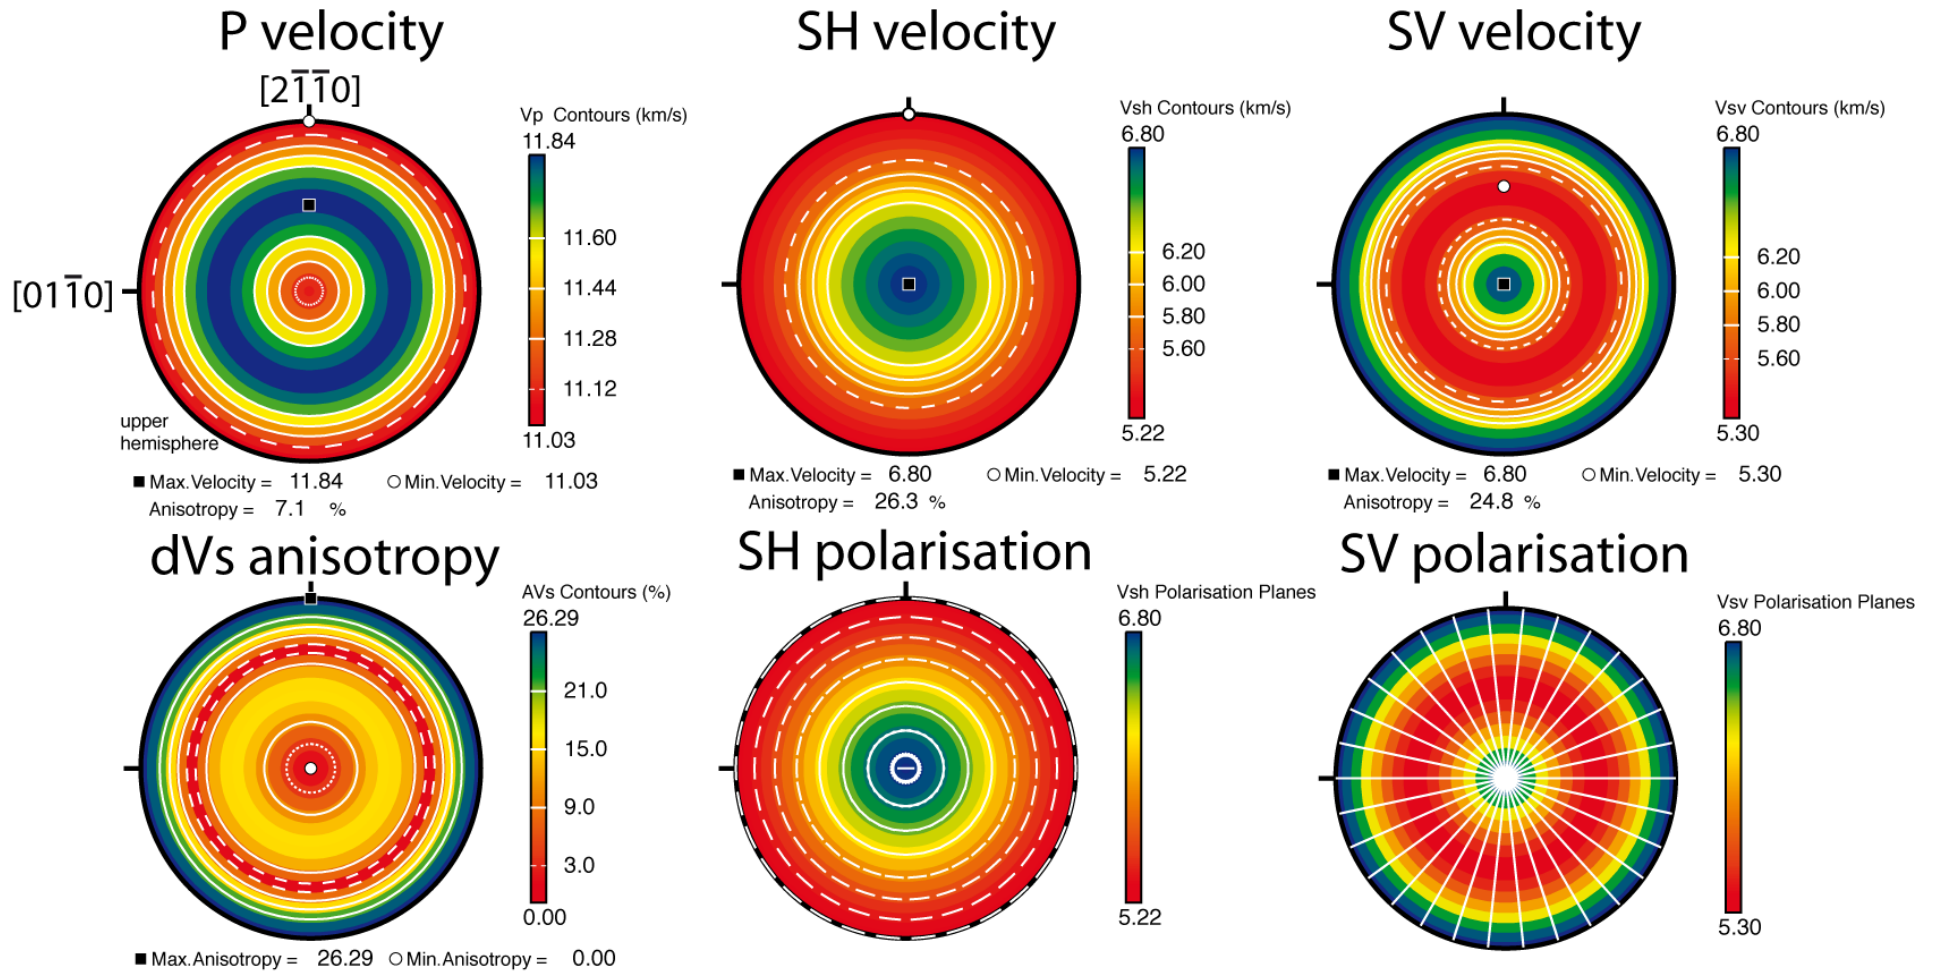 P velocity
[21̅1̅0]
[011̅0]
upper
hemisphere
Vp Contours (km/s)
11.84
11.60
11.44
11.28
11.12
11.03
■ Max.Velocity = 11.84 ○ Min.Velocity = 11.03
Anisotropy = 7.1 %
SH velocity
Vsh Contours (km/s)
6.80
6.20
6.00
5.80
5.60
5.22
■ Max.Velocity = 6.80 ○ Min.Velocity = 5.22
Anisotropy = 26.3 %
SV velocity
Vsv Contours (km/s)
6.80
6.20
6.00
5.80
5.60
5.30
■ Max.Velocity = 6.80 ○ Min.Velocity = 5.30
Anisotropy = 24.8 %
dVs anisotropy
AVs Contours (%)
26.29
21.0
15.0
9.0
3.0
0.00
■ Max.Anisotropy = 26.29 ○ Min.Anisotropy = 0.00
SH polarisation
Vsh Polarisation Planes
6.80
5.22
SV polarisation
Vsv Polarisation Planes
6.80
5.30